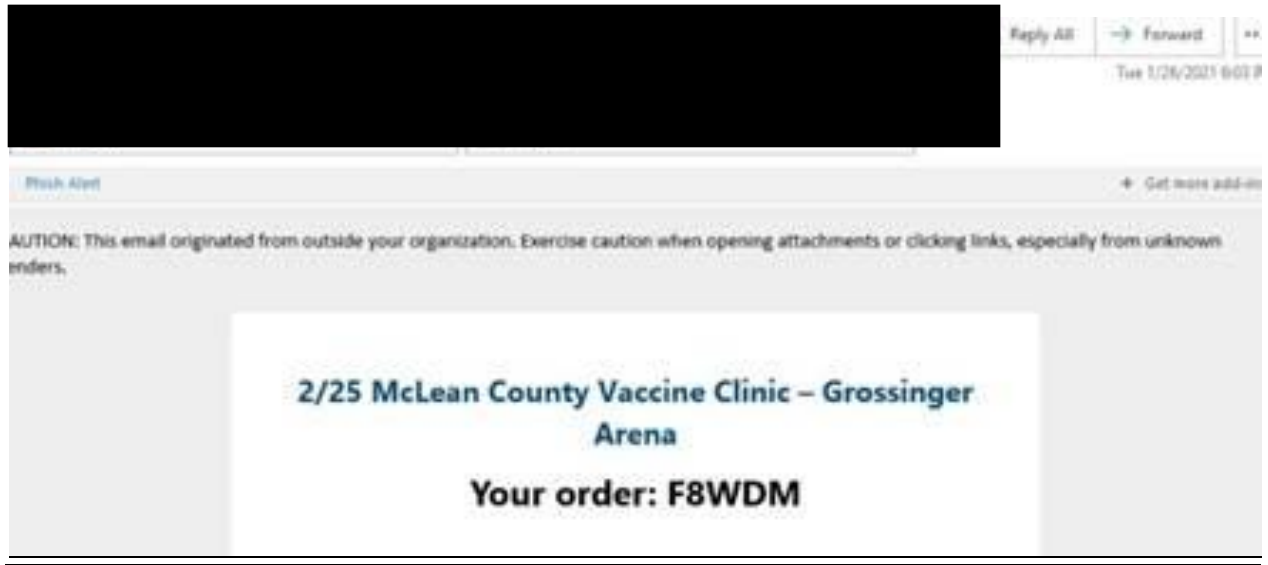 Reply All → Forward
Tue 1/26/2021 6:03 P
Phish Alert + Get more add-in
AUTION: This email originated from outside your organization. Exercise caution when opening attachments or clicking links, especially from unknown
enders.
2/25 McLean County Vaccine Clinic – Grossinger
Arena
Your order: F8WDM